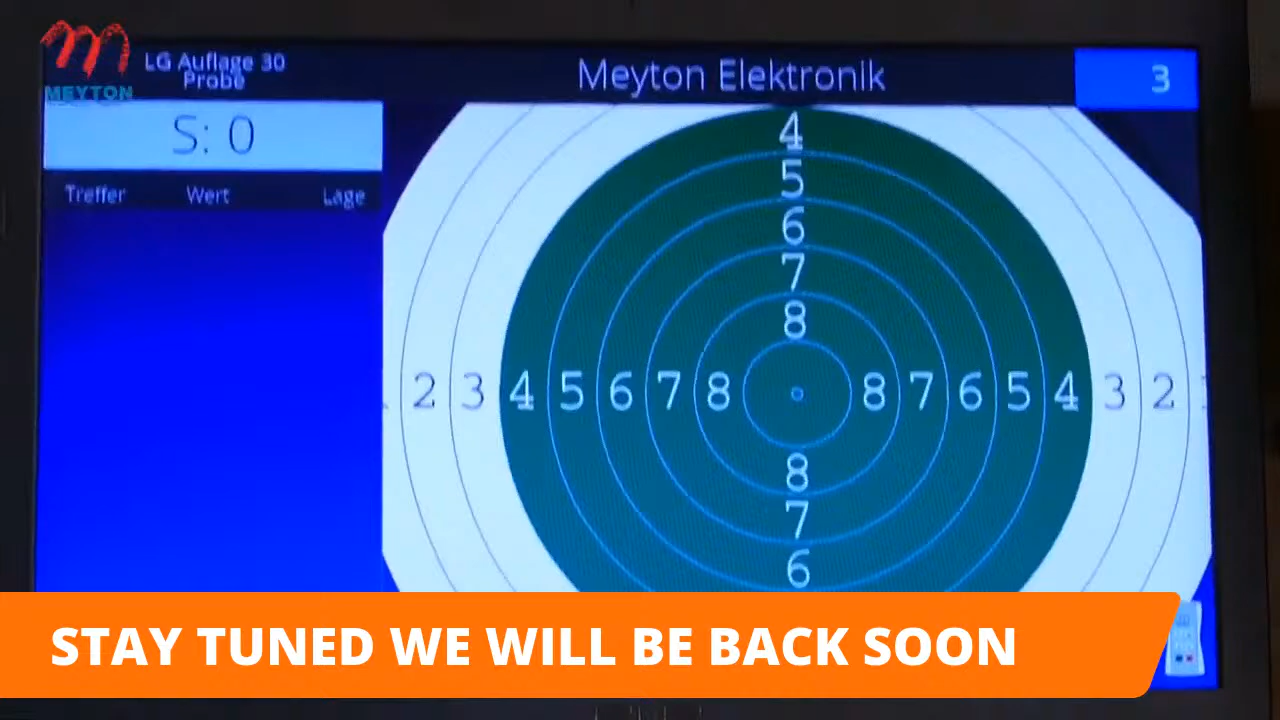 MEYTON
LG Auflage 30
Probe
Meyton Elektronik
3
S: 0
Treffer Wert Lage
4
5
6
7
8
2 3 4 5 6 7 8 8 7 6 5 4 3 2
8
7
6
STAY TUNED WE WILL BE BACK SOON